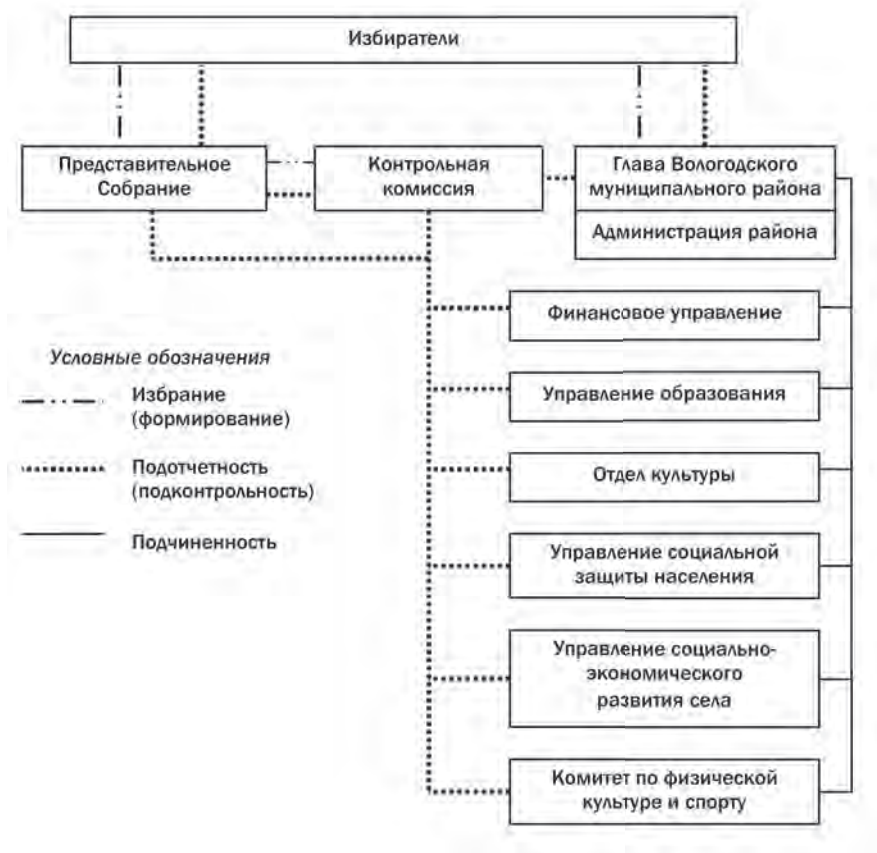 Избиратели
Представительное
Собрание
Контрольная
комиссия
Глава Вологодского
муниципального района
Администрация района
Финансовое управление
Управление образования
Отдел культуры
Управление социальной
защиты населения
Управление социально-
экономического
развития села
Комитет по физической
культуре и спорту
Условные обозначения
Избрание
(формирование)
Подотчетность
(подконтрольность)
Подчиненность